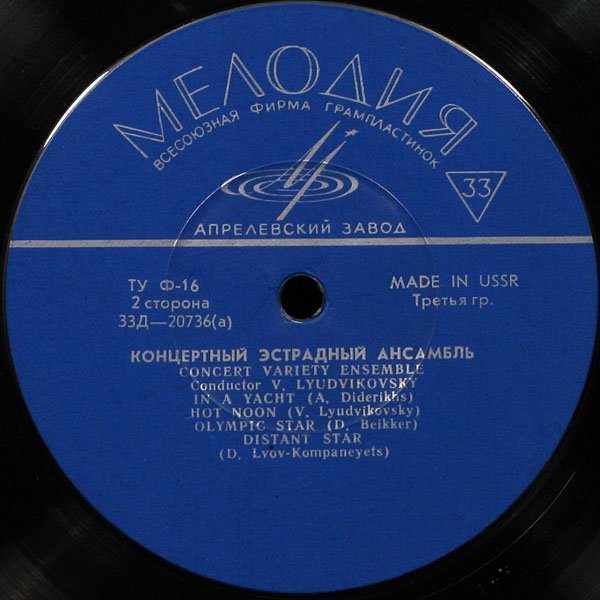 МЕЛОДИЯ
ВСЕСОЮЗНАЯ ФИРМА ГРАМПЛАСТИНОК
33
АПРЕЛЕВСКИЙ ЗАВОД
ТУ Ф-16
MADE IN USSR
2 сторона
Третья гр.
33Д—20736(а)
КОНЦЕРТНЫЙ ЭСТРАДНЫЙ АНСАМБЛЬ
CONCERT VARIETY ENSEMBLE
Conductor V. LYUDVIKOVSKY
IN A YACHT (A. Diderikhs)
HOT NOON (V. Lyudvikovsky)
OLYMPIC STAR (D. Beikker)
DISTANT STAR
(D. Lvov-Kompaneyets)